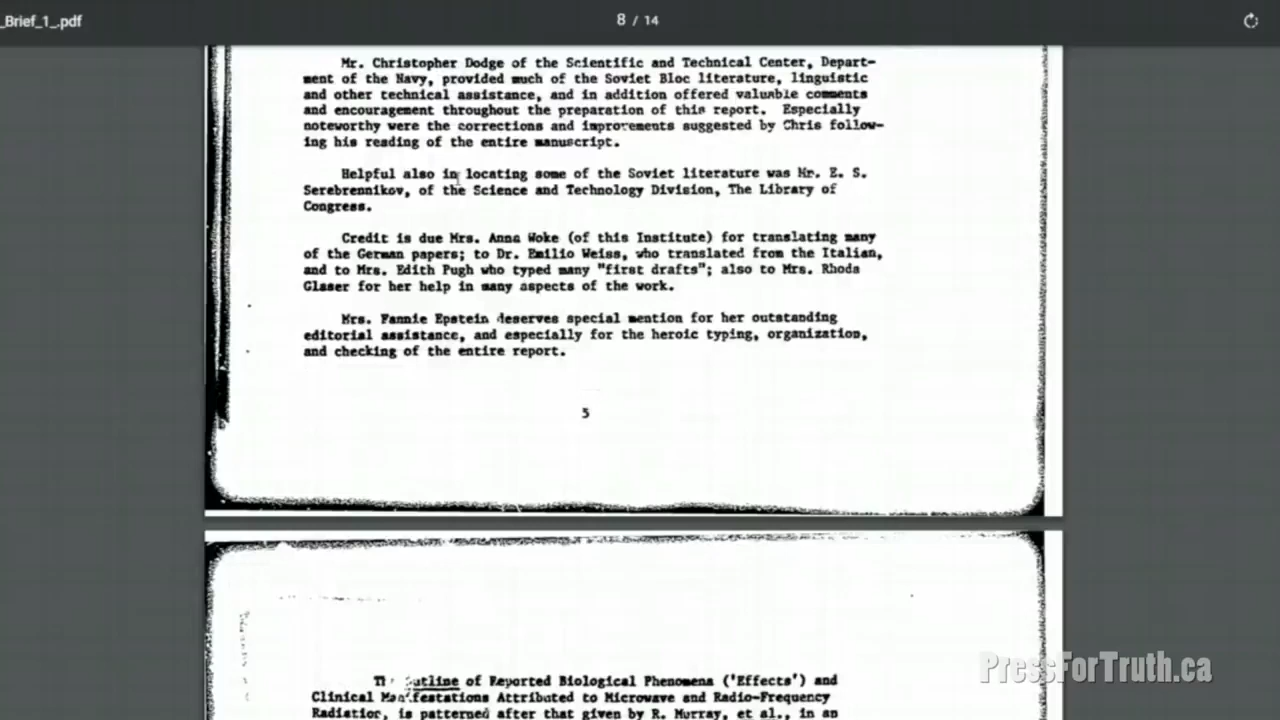 _Brief_1_.pdf
8 / 14
Mr. Christopher Dodge of the Scientific and Technical Center, Depart-
ment of the Navy, provided much of the Soviet Bloc literature, linguistic
and other technical assistance, and in addition offered valuable comments
and encouragement throughout the preparation of this report. Especially
noteworthy were the corrections and improvements suggested by Chris follow-
ing his reading of the entire manuscript.
Helpful also in locating some of the Soviet literature was Mr. E. S.
Serebrennikov, of the Science and Technology Division, The Library of
Congress.
Credit is due Mrs. Anna Woke (of this Institute) for translating many
of the German papers; to Dr. Emilio Weiss, who translated from the Italian,
and to Mrs. Edith Pugh who typed many "first drafts"; also to Mrs. Rhoda
Glaser for her help in many aspects of the work.
Mrs. Fannie Epstein deserves special mention for her outstanding
editorial assistance, and especially for the heroic typing, organization,
and checking of the entire report.
5
Outline of Reported Biological Phenomena ('Effects') and
Clinical Manifestations Attributed to Microwave and Radio-Frequency
Radiation, is patterned after that given by R. Murray, et al., in an
PressForTruth.ca